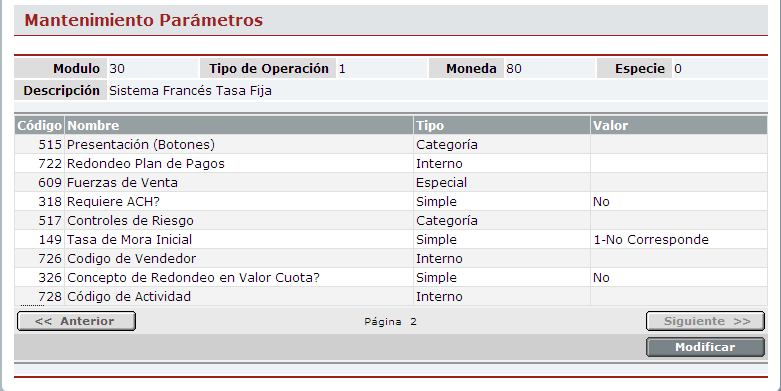 Mantenimiento Parámetros
Modulo 30 Tipo de Operación 1 Moneda 80 Especie 0
Descripción Sistema Francés Tasa Fija
Código Nombre Tipo Valor
515 Presentación (Botones) Categoría
722 Redondeo Plan de Pagos Interno
609 Fuerzas de Venta Especial
318 Requiere ACH? Simple No
517 Controles de Riesgo Categoría
149 Tasa de Mora Inicial Simple 1-No Corresponde
726 Codigo de Vendedor Interno
326 Concepto de Redondeo en Valor Cuota? Simple No
728 Código de Actividad Interno
<< Anterior Página 2 Siguiente >>
Modificar